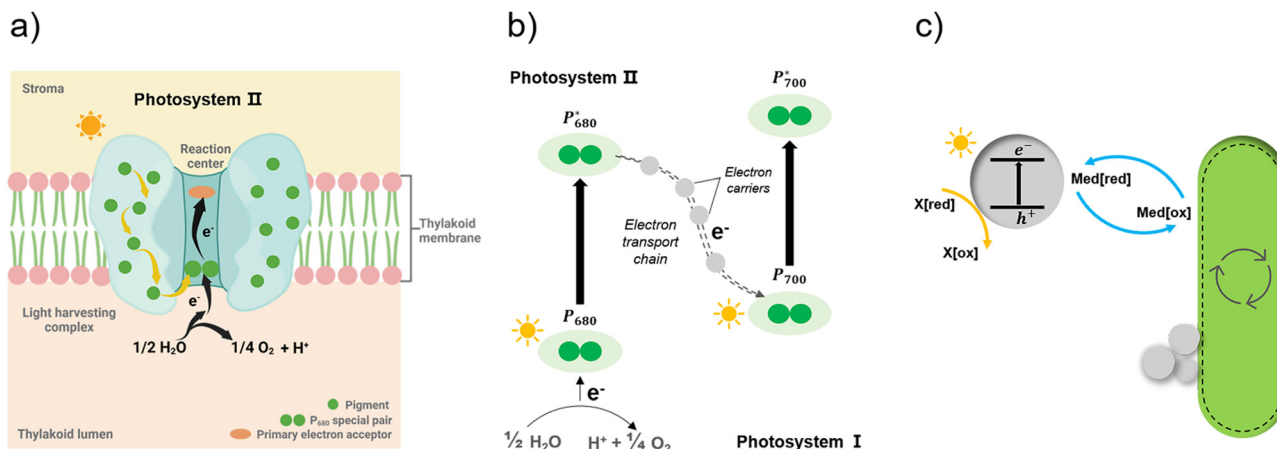 a)
Stroma
Photosystem II
Reaction
center
e-
Thylakoid
membrane
Light harvesting
complex
e-
1/2 H₂O
1/4 O₂ + H⁺
Pigment
P₆₈₀ special pair
Primary electron acceptor
Thylakoid lumen
b)
Photosystem II
P*₆₈₀
P*₇₀₀
Electron
carriers
Electron
transport
chain
e-
P₇₀₀
P₆₈₀
e-
½ H₂O
H⁺ + ¼ O₂
Photosystem I
c)
e⁻
h⁺
X[red]
X[ox]
Med[red]
Med[ox]